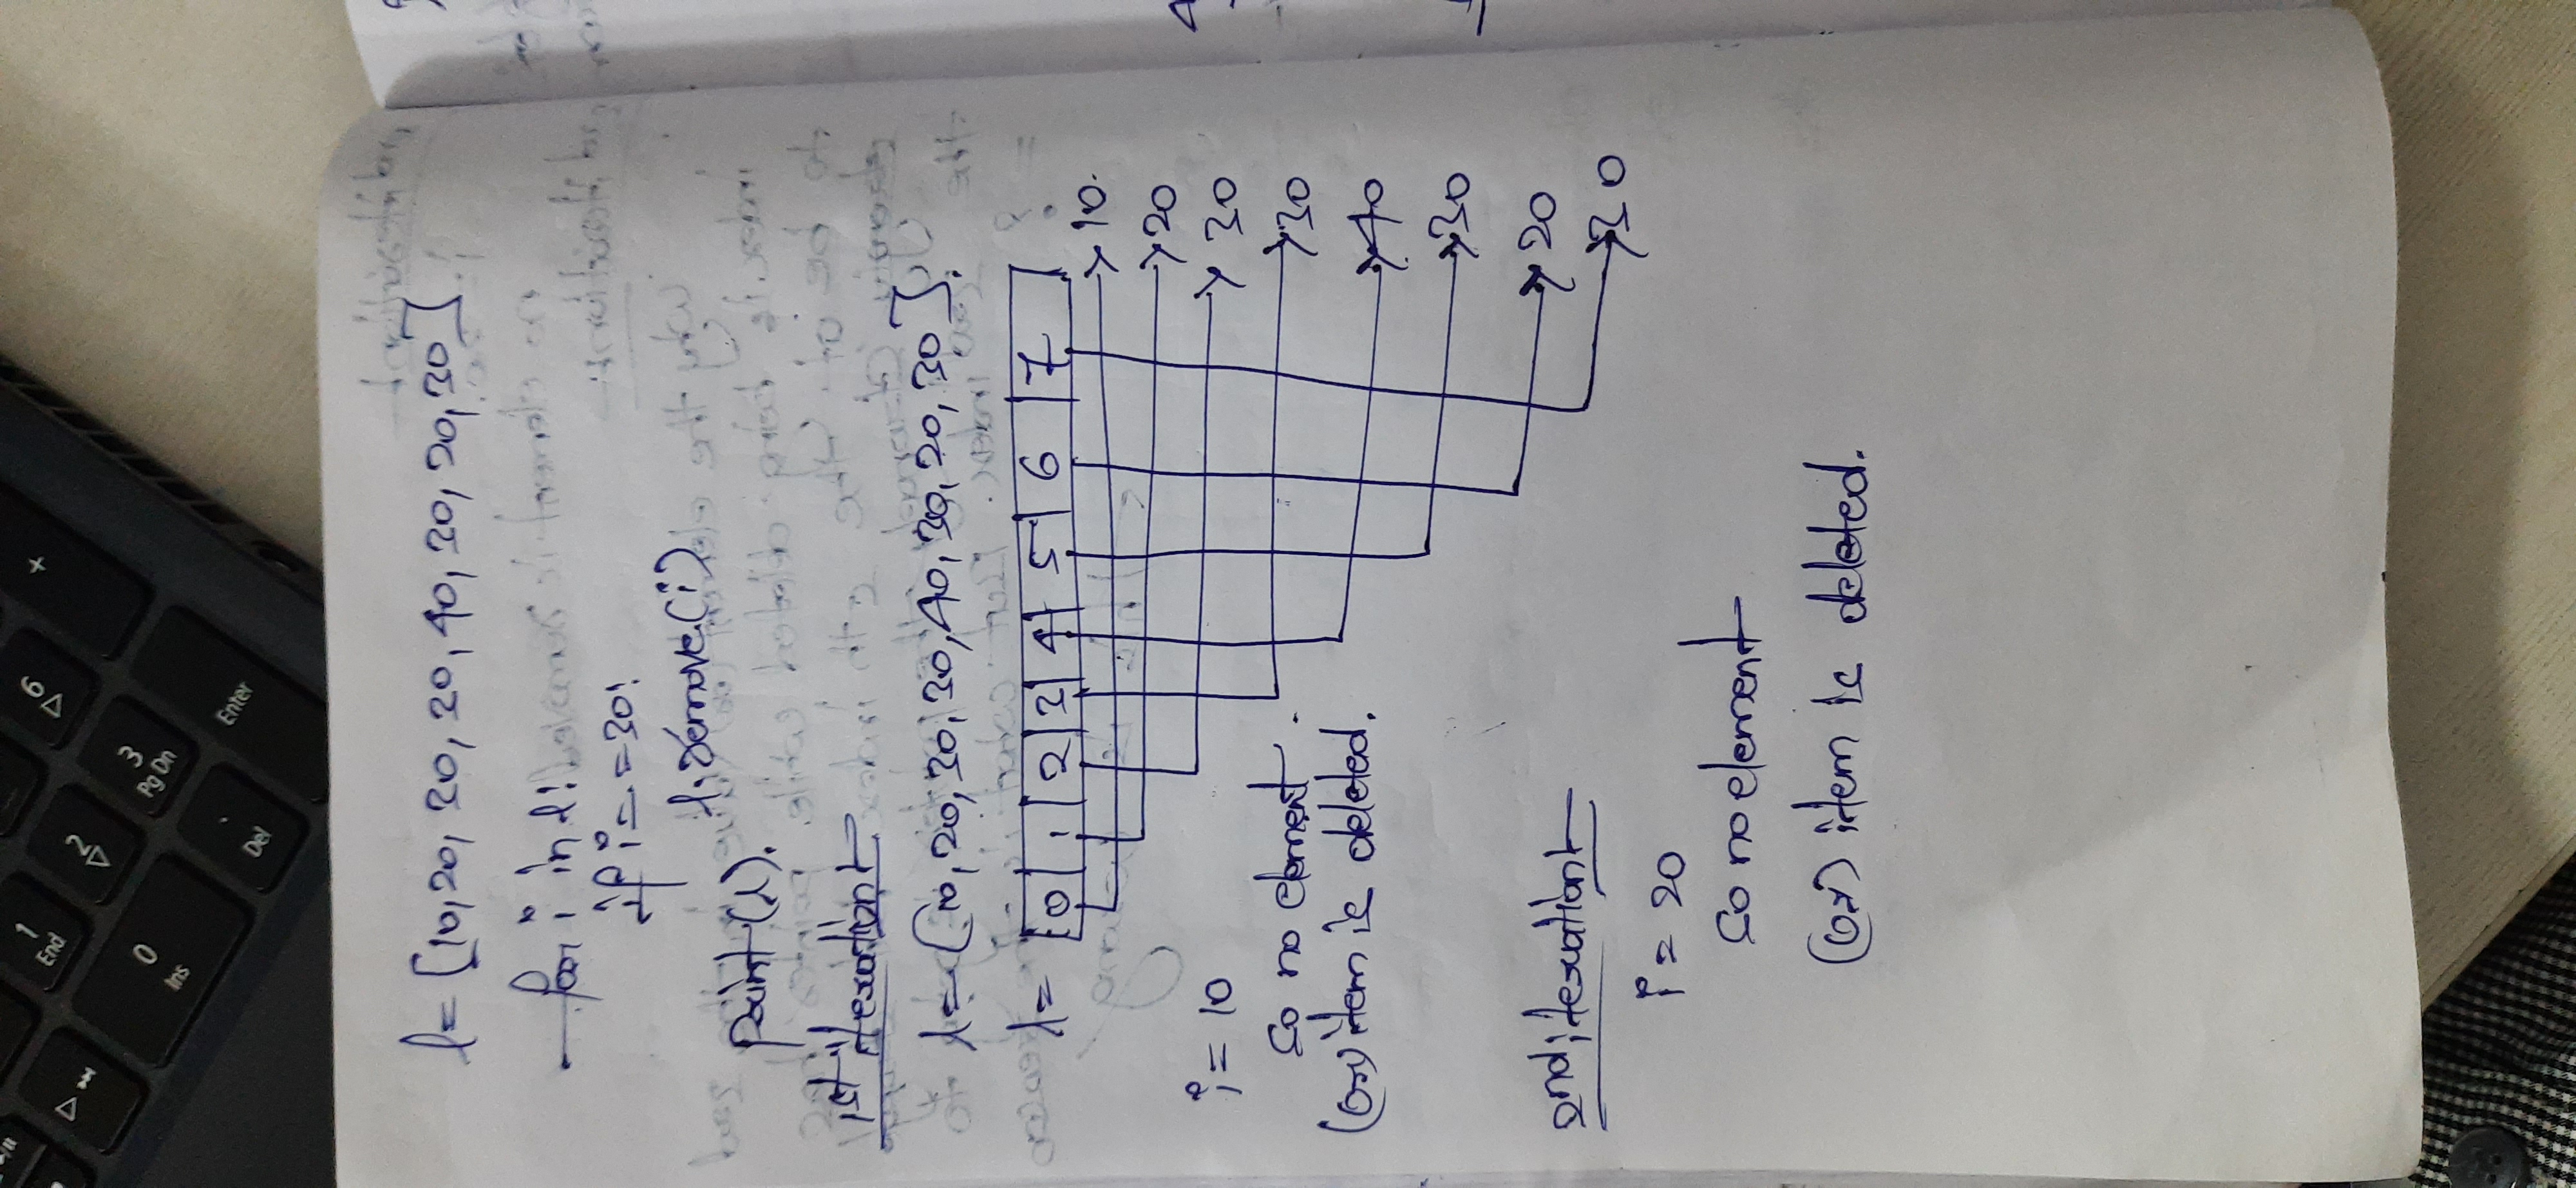 1
End
6
+
2
0
Ins
3
Pg Dn
.
Del
Enter
l= [10,20, 30, 30, 40, 30, 20, 30]
for i in l:
if i==30:
l.remove(i)
print(l).
1st iteration:-
l= [10, 20, 30, 30, 40, 30, 20, 30].
l= 0 1 2 3 4 5 6 7
10.
20
30
30
40
30
20
30
i= 10
so no element.
(or) item is deleted.
2nd iteration:-
i = 20
so no element
(or) item is deleted.